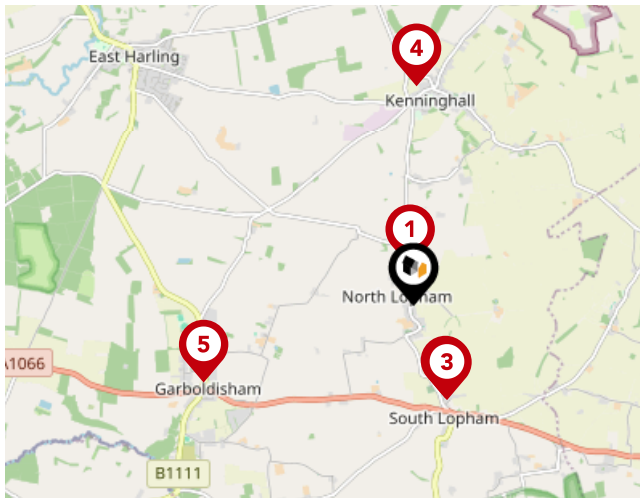 4
East Harling
Kenninghall
1
North Lopham
5
3
A1066
Garboldisham
South Lopham
B1111